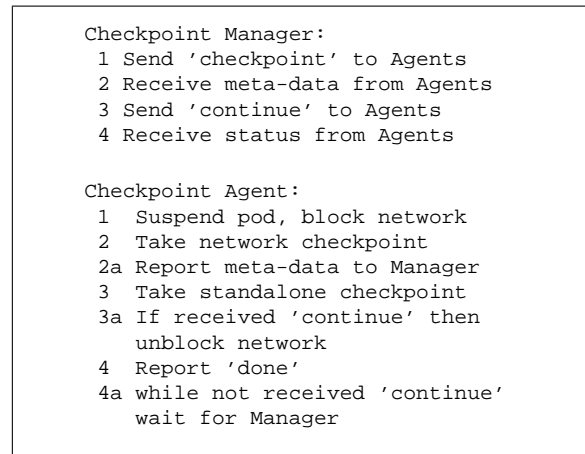 Checkpoint Manager:
1 Send ’checkpoint’ to Agents
2 Receive meta-data from Agents
3 Send ’continue’ to Agents
4 Receive status from Agents
Checkpoint Agent:
1 Suspend pod, block network
2 Take network checkpoint
2a Report meta-data to Manager
3 Take standalone checkpoint
3a If received ’continue’ then
unblock network
4 Report ’done’
4a while not received ’continue’
wait for Manager